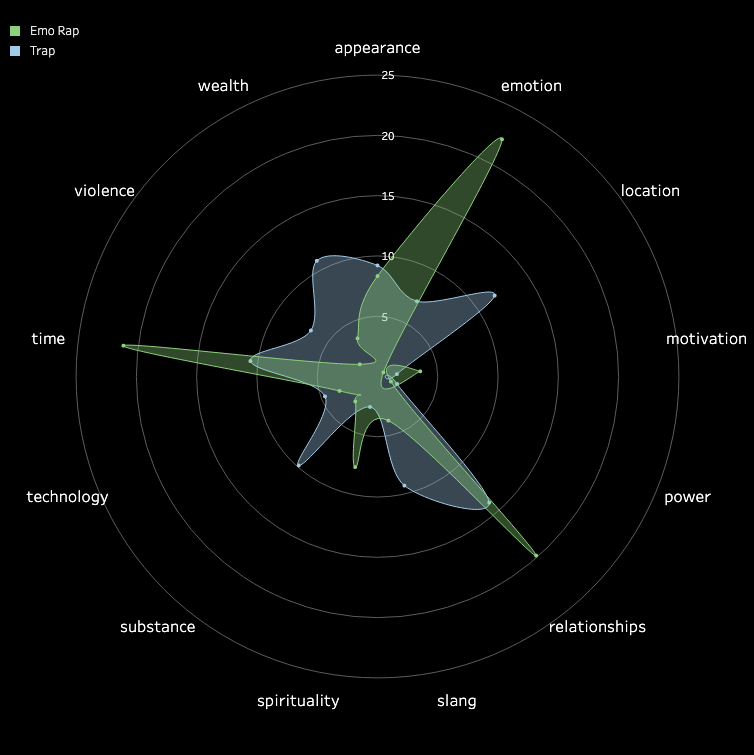 Emo Rap
Trap
appearance
wealth
emotion
25
20
violence
location
15
10
5
time
motivation
technology
power
substance
relationships
spirituality
slang